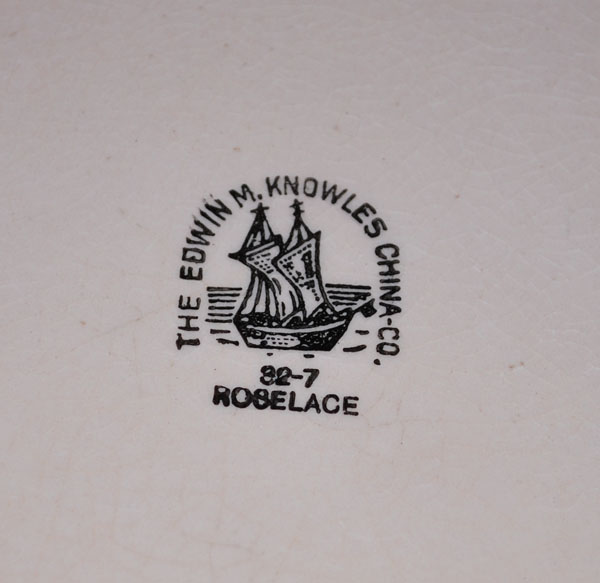 THE EDWIN M. KNOWLES CHINA-CO.
32-7
ROSELACE